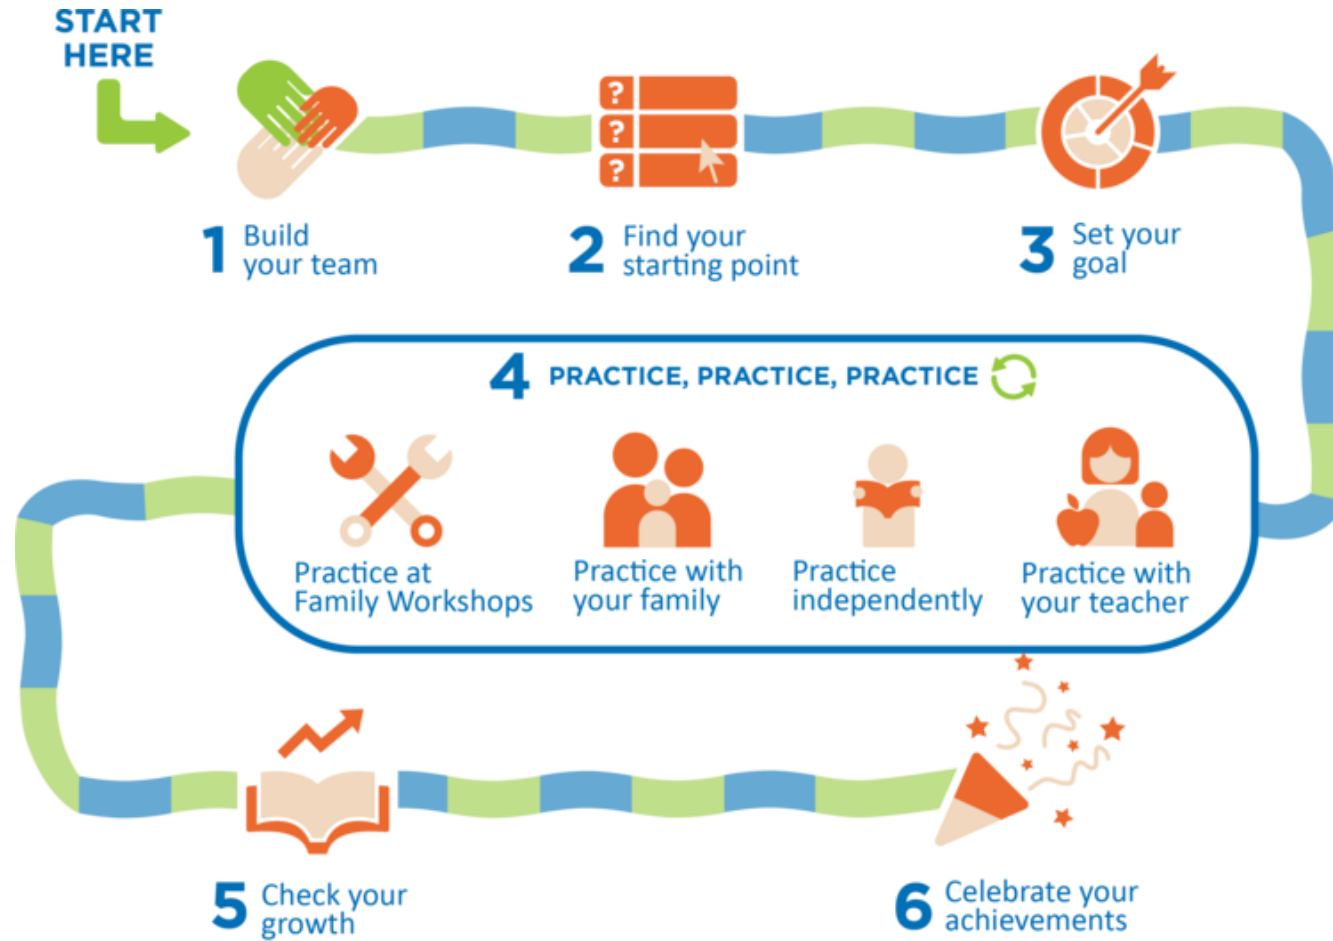 START
HERE
?
?
?
1 Build
your team
2 Find your
starting point
3 Set your
goal
4 PRACTICE, PRACTICE, PRACTICE
Practice at
Family Workshops
Practice with
your family
Practice
independently
Practice with
your teacher
5 Check your
growth
6 Celebrate your
achievements